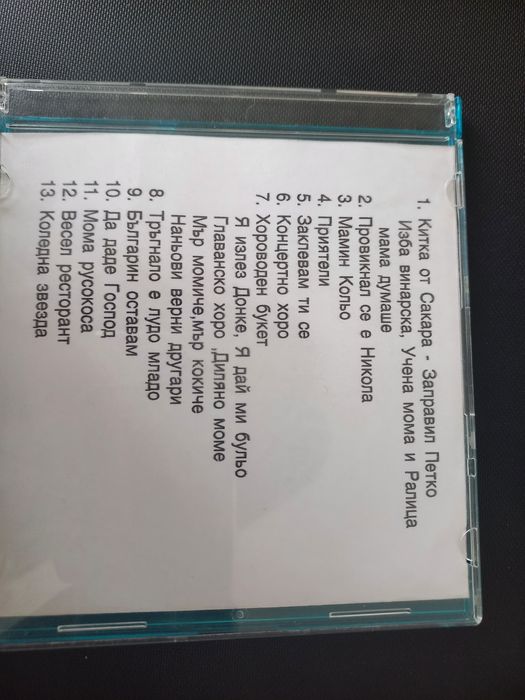 1. Китка от Сакара - Заправил Петко
Изба винарска, Учена мома и Ралица
мама думаше
2. Провикнал се е Никола
3. Мамин Кольо
4. Приятели
5. Заклевам ти се
6. Концертно хоро
7. Хороводен букет
Я излез Донке, Я дай ми бульо
Главанско хоро ,Диляно моме
Мър момиче,мър кокиче
Наньови верни другари
8. Тръгнало е лудо младо
9. Българин оставам
10. Да даде Господ
11. Мома русокоса
12. Весел ресторант
13. Коледна звезда